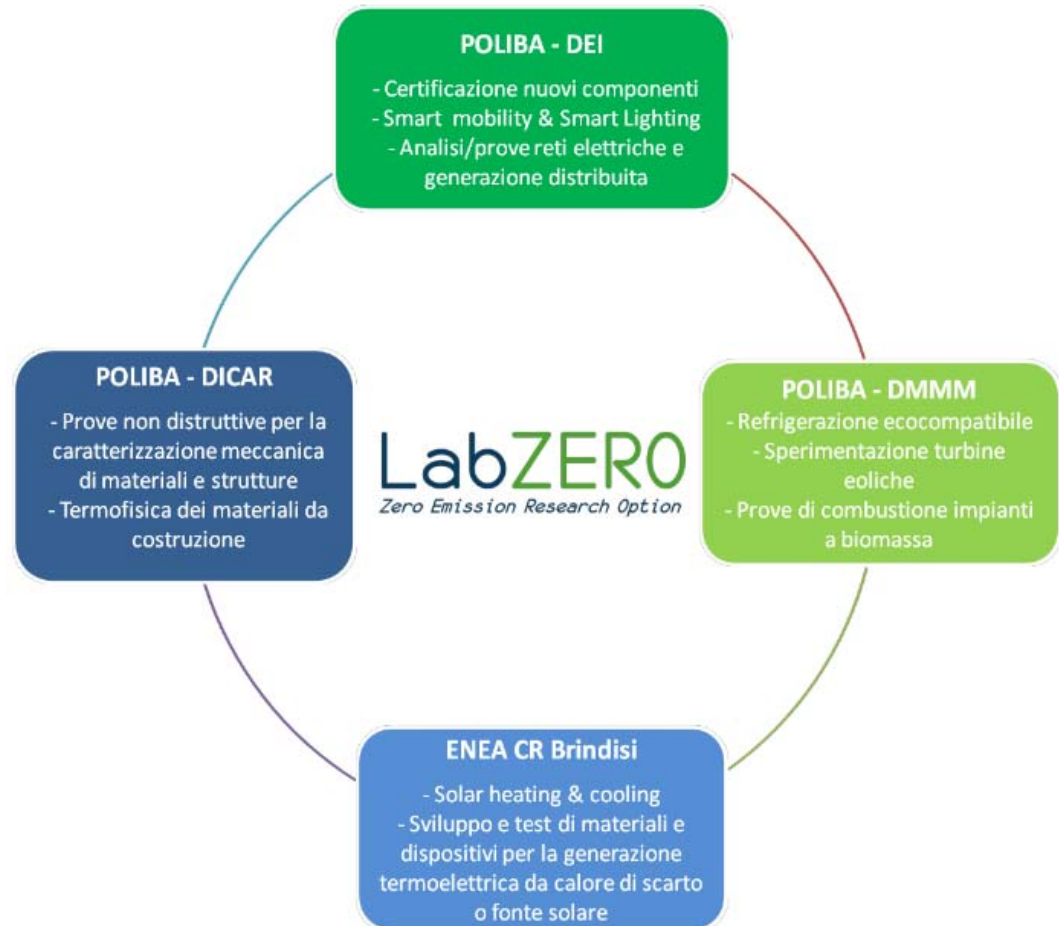 POLIBA - DEI
- Certificazione nuovi componenti
- Smart mobility & Smart Lighting
- Analisi/prove reti elettriche e
generazione distribuita
POLIBA - DICAR
- Prove non distruttive per la
caratterizzazione meccanica
di materiali e strutture
- Termofisica dei materiali da
costruzione
LabZERO
Zero Emission Research Option
POLIBA - DMMM
- Refrigerazione ecocompatibile
- Sperimentazione turbine
eoliche
- Prove di combustione impianti
a biomassa
ENEA CR Brindisi
- Solar heating & cooling
- Sviluppo e test di materiali e
dispositivi per la generazione
termoelettrica da calore di scarto
o fonte solare